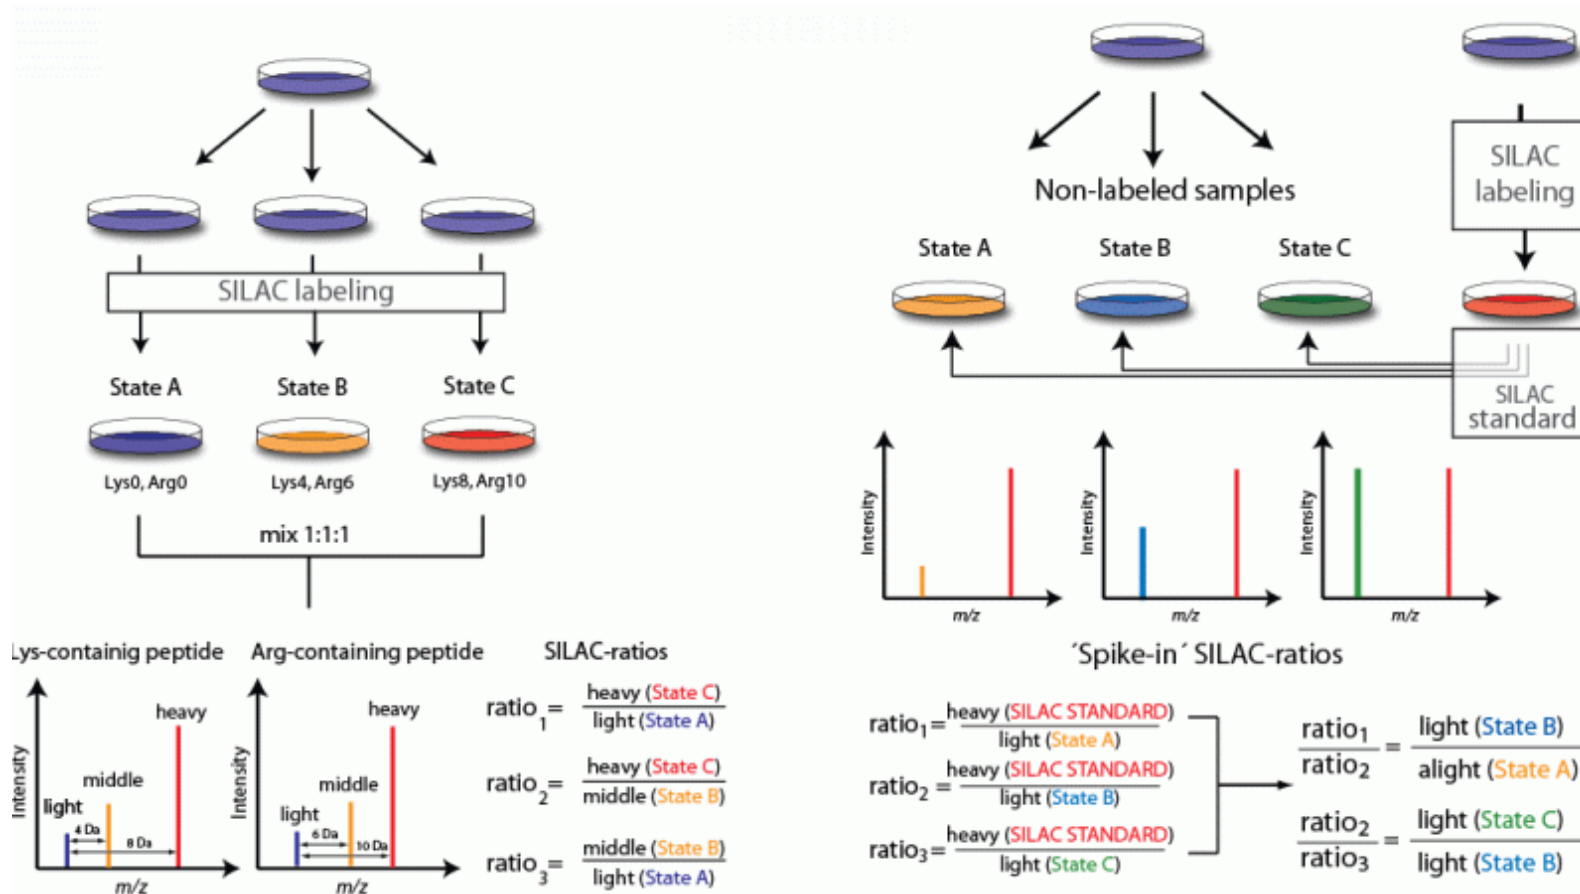 SILAC labeling
State A
State B
State C
Lys0, Arg0
Lys4, Arg6
Lys8, Arg10
mix 1:1:1
Lys-containig peptide
Intensity
light
middle
heavy
4 Da
8 Da
m/z
Arg-containing peptide
Intensity
light
middle
heavy
6 Da
10 Da
m/z
SILAC-ratios
ratio1= heavy (State C)
light (State A)
ratio2= heavy (State C)
middle (State B)
ratio3= middle (State B)
light (State A)
Non-labeled samples
SILAC
labeling
State A
State B
State C
SILAC
standard
Intensity
m/z
Intensity
m/z
Intensity
m/z
´Spike-in´ SILAC-ratios
ratio1= heavy (SILAC STANDARD)
light (State A)
ratio2= heavy (SILAC STANDARD)
light (State B)
ratio3= heavy (SILAC STANDARD)
light (State C)
ratio1
ratio2
= light (State B)
alight (State A)
ratio2
ratio3
= light (State C)
light (State B)